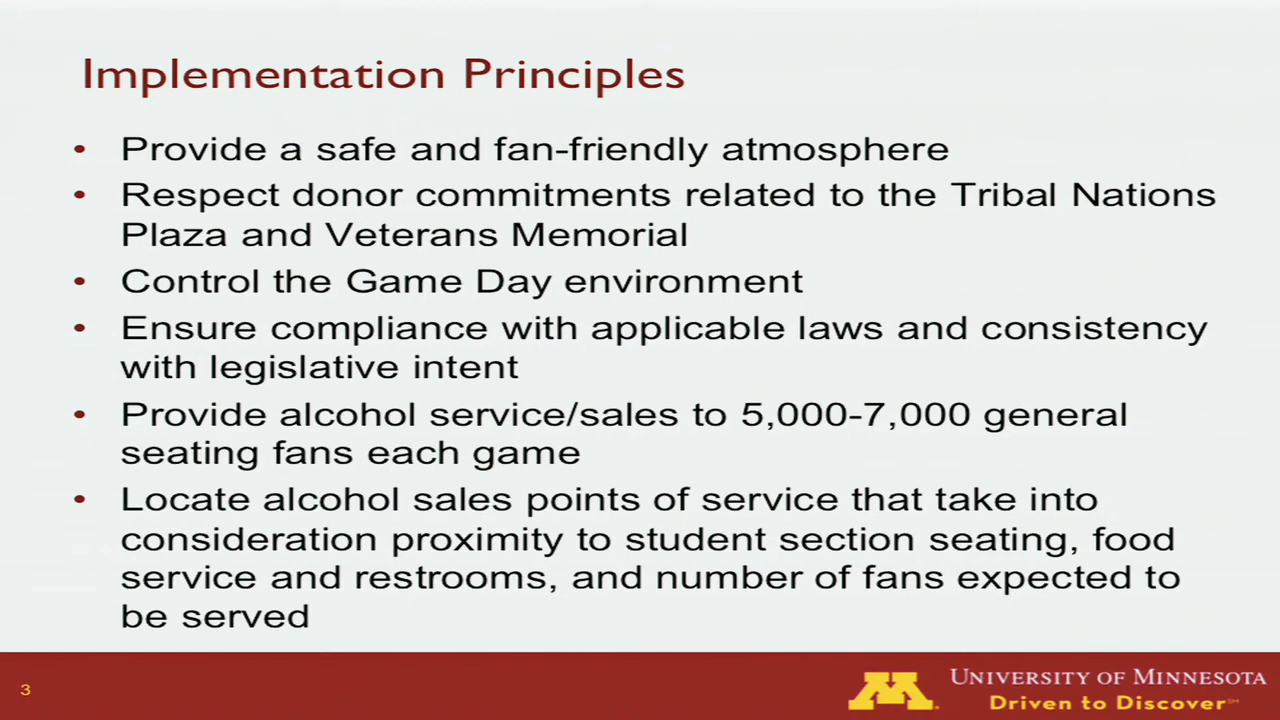 Implementation Principles
• Provide a safe and fan-friendly atmosphere
• Respect donor commitments related to the Tribal Nations
Plaza and Veterans Memorial
• Control the Game Day environment
• Ensure compliance with applicable laws and consistency
with legislative intent
• Provide alcohol service/sales to 5,000-7,000 general
seating fans each game
• Locate alcohol sales points of service that take into
consideration proximity to student section seating, food
service and restrooms, and number of fans expected to
be served
3
M
UNIVERSITY OF MINNESOTA
Driven to Discover℠